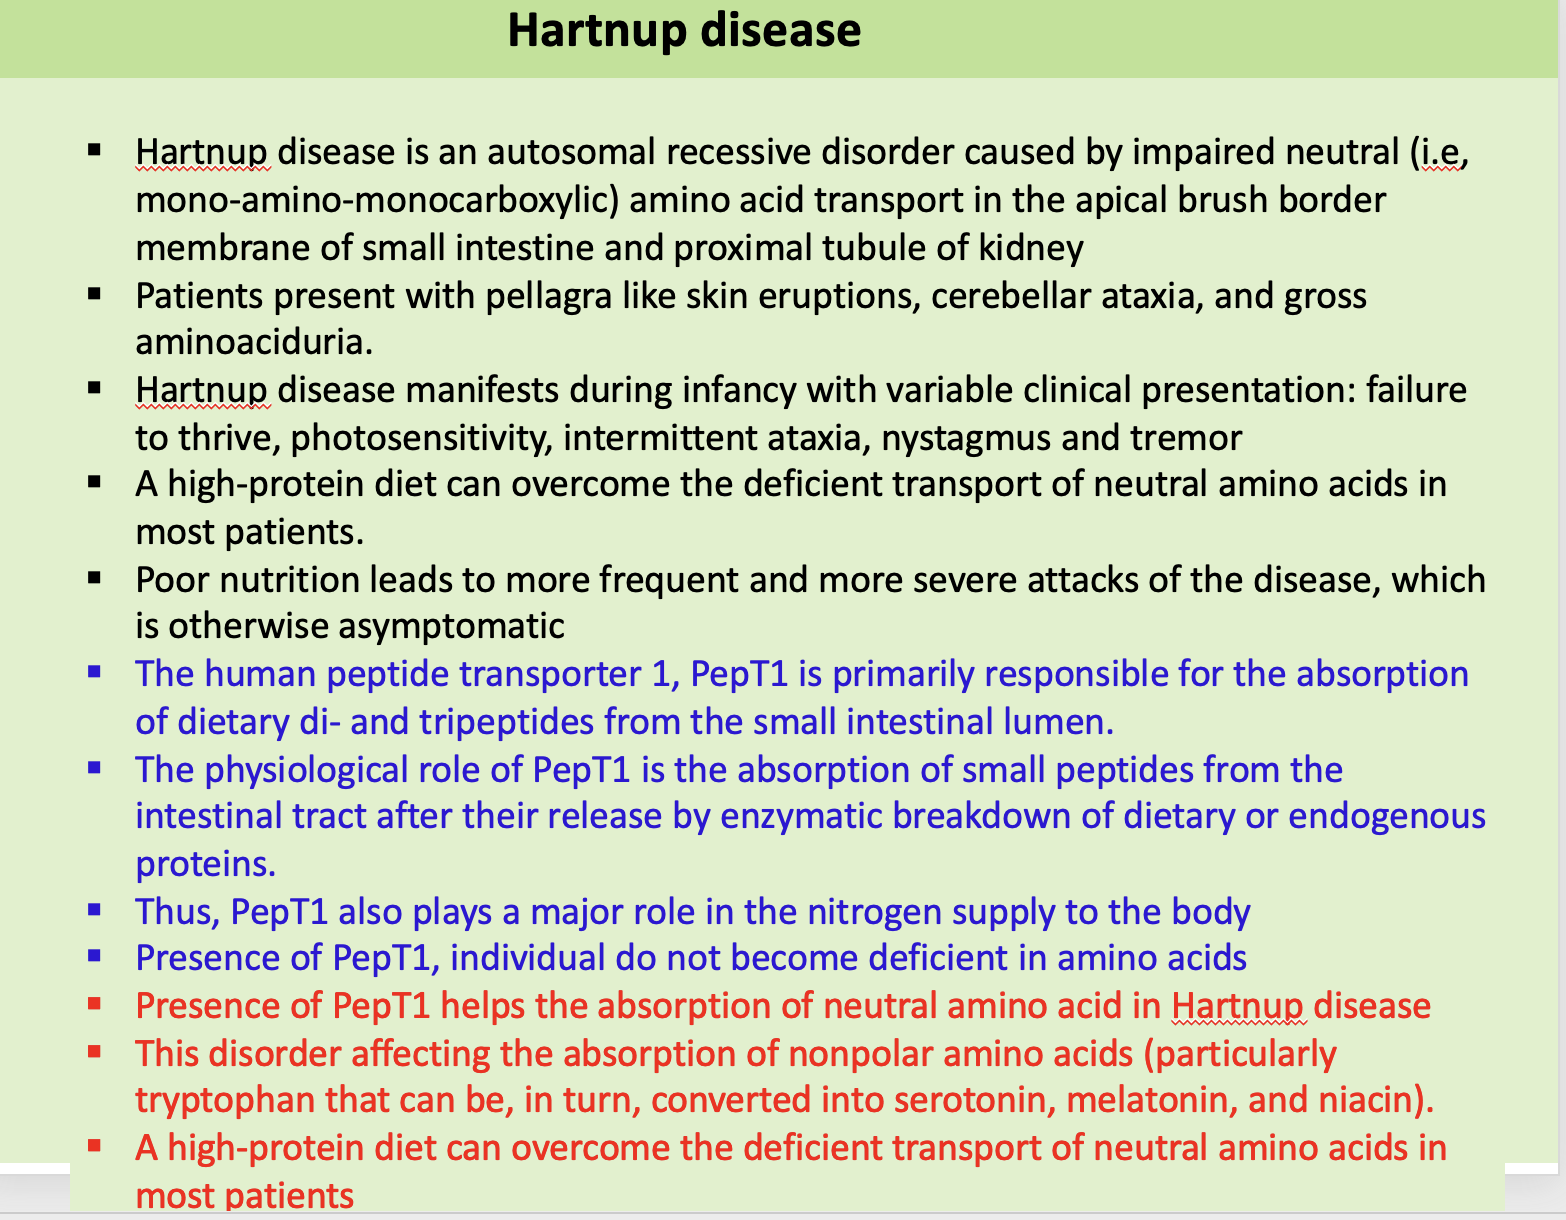 Hartnup disease
▪ Hartnup disease is an autosomal recessive disorder caused by impaired neutral (i.e,
mono-amino-monocarboxylic) amino acid transport in the apical brush border
membrane of small intestine and proximal tubule of kidney
▪ Patients present with pellagra like skin eruptions, cerebellar ataxia, and gross
aminoaciduria.
▪ Hartnup disease manifests during infancy with variable clinical presentation: failure
to thrive, photosensitivity, intermittent ataxia, nystagmus and tremor
▪ A high-protein diet can overcome the deficient transport of neutral amino acids in
most patients.
▪ Poor nutrition leads to more frequent and more severe attacks of the disease, which
is otherwise asymptomatic
▪ The human peptide transporter 1, PepT1 is primarily responsible for the absorption
of dietary di- and tripeptides from the small intestinal lumen.
▪ The physiological role of PepT1 is the absorption of small peptides from the
intestinal tract after their release by enzymatic breakdown of dietary or endogenous
proteins.
▪ Thus, PepT1 also plays a major role in the nitrogen supply to the body
▪ Presence of PepT1, individual do not become deficient in amino acids
▪ Presence of PepT1 helps the absorption of neutral amino acid in Hartnup disease
▪ This disorder affecting the absorption of nonpolar amino acids (particularly
tryptophan that can be, in turn, converted into serotonin, melatonin, and niacin).
▪ A high-protein diet can overcome the deficient transport of neutral amino acids in
most patients